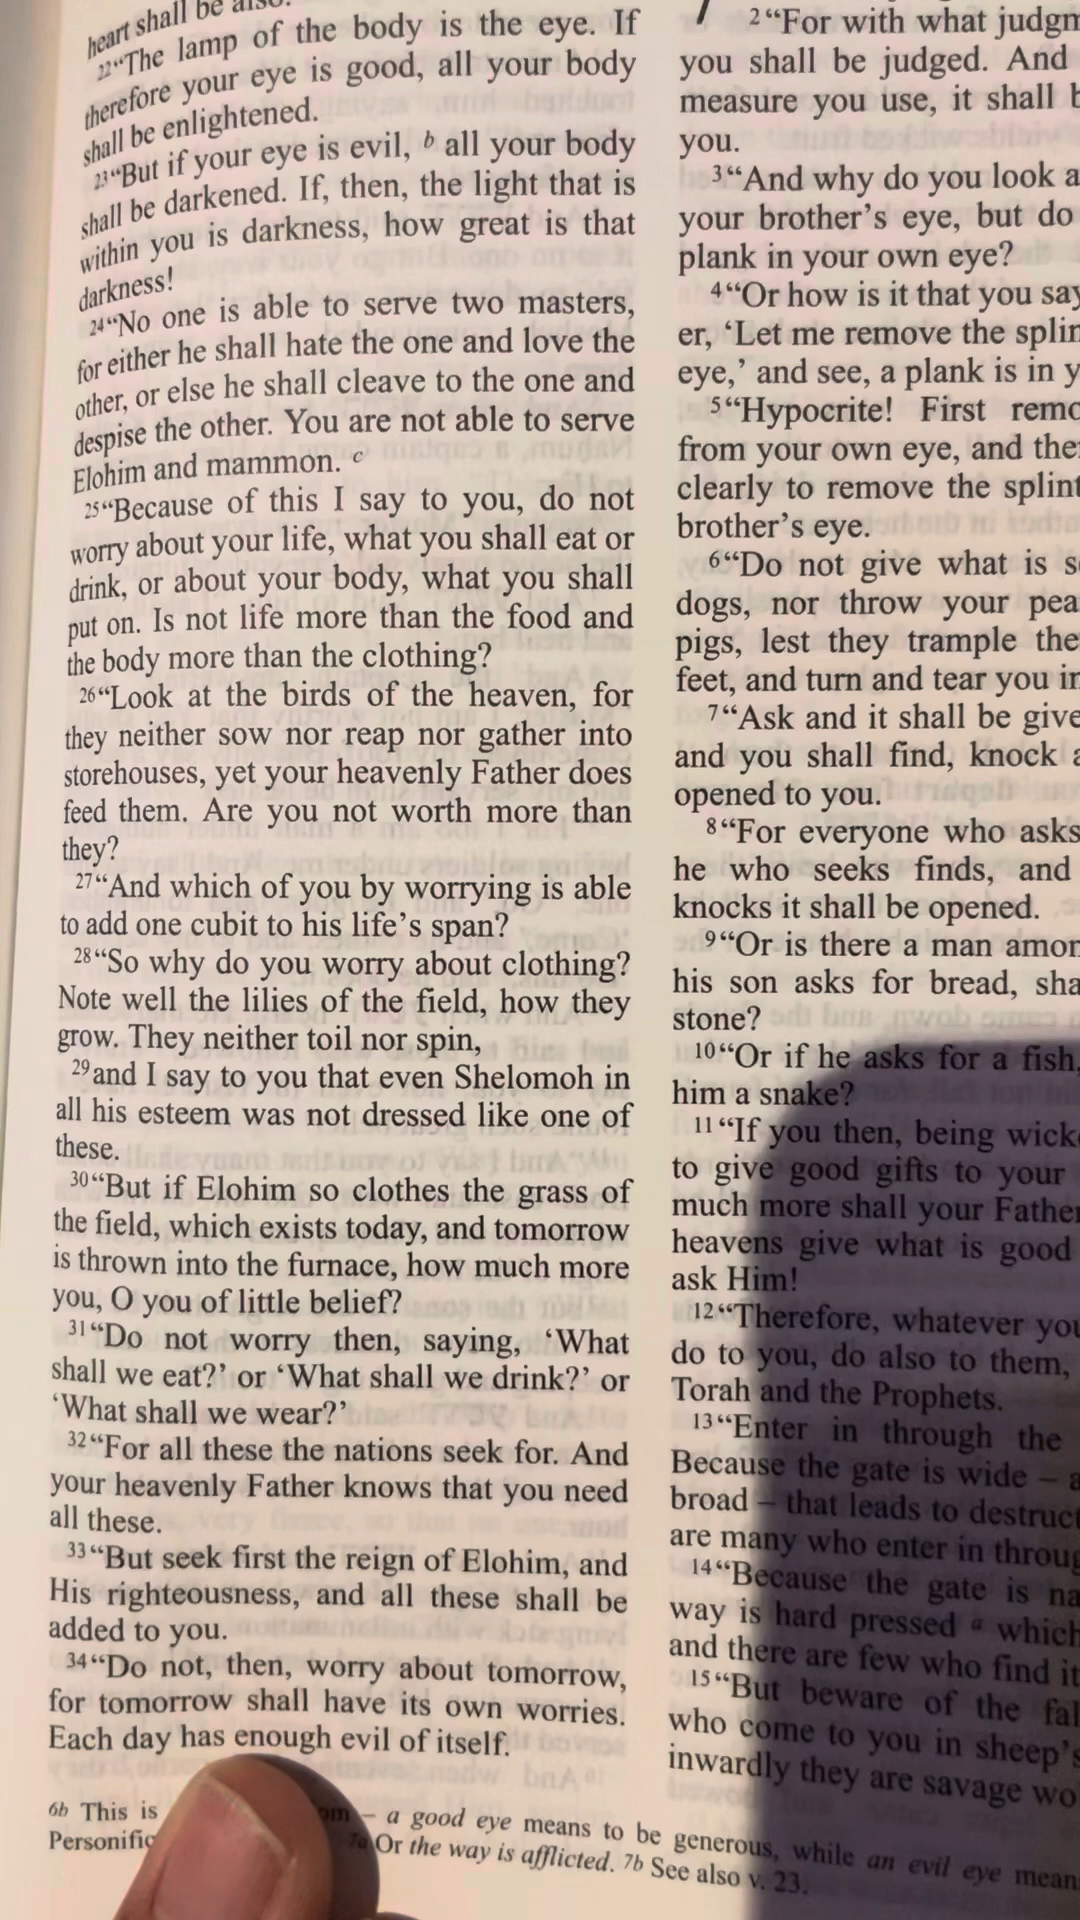 heart shall be also.
22“The lamp of the body is the eye. If
therefore your eye is good, all your body
shall be enlightened.
23“But if your eye is evil, b all your body
shall be darkened. If, then, the light that is
within you is darkness, how great is that
darkness!
24“No one is able to serve two masters,
for either he shall hate the one and love the
other, or else he shall cleave to the one and
despise the other. You are not able to serve
Elohim and mammon. c
25“Because of this I say to you, do not
worry about your life, what you shall eat or
drink, or about your body, what you shall
put on. Is not life more than the food and
the body more than the clothing?
26“Look at the birds of the heaven, for
they neither sow nor reap nor gather into
storehouses, yet your heavenly Father does
feed them. Are you not worth more than
they?
27“And which of you by worrying is able
to add one cubit to his life’s span?
28“So why do you worry about clothing?
Note well the lilies of the field, how they
grow. They neither toil nor spin,
29and I say to you that even Shelomoh in
all his esteem was not dressed like one of
these.
30“But if Elohim so clothes the grass of
the field, which exists today, and tomorrow
is thrown into the furnace, how much more
you, O you of little belief?
31“Do not worry then, saying, ‘What
shall we eat?’ or ‘What shall we drink?’ or
‘What shall we wear?’
32“For all these the nations seek for. And
your heavenly Father knows that you need
all these.
33“But seek first the reign of Elohim, and
His righteousness, and all these shall be
added to you.
34“Do not, then, worry about tomorrow,
for tomorrow shall have its own worries.
Each day has enough evil of itself.
2“For with what judgm
you shall be judged. And
measure you use, it shall b
you.
3“And why do you look a
your brother’s eye, but do
plank in your own eye?
4“Or how is it that you say
er, ‘Let me remove the splin
eye,’ and see, a plank is in y
5“Hypocrite! First remo
from your own eye, and the
clearly to remove the splint
brother’s eye.
6“Do not give what is s
dogs, nor throw your pea
pigs, lest they trample the
feet, and turn and tear you in
7“Ask and it shall be give
and you shall find, knock a
opened to you.
8“For everyone who asks
he who seeks finds, and
knocks it shall be opened.
9“Or is there a man amon
his son asks for bread, sha
stone?
10“Or if he asks for a fish,
him a snake?
11“If you then, being wick
to give good gifts to your
much more shall your Father
heavens give what is good
ask Him!
12“Therefore, whatever you
do to you, do also to them,
Torah and the Prophets.
13“Enter in through the
Because the gate is wide – a
broad – that leads to destruct
are many who enter in throug
14“Because the gate is na
way is hard pressed a which
and there are few who find it
15“But beware of the fal
who come to you in sheep’s
inwardly they are savage wo
6b This is om – a good eye means to be generous, while an evil eye mean
Personific 7a Or the way is afflicted. 7b See also v. 23.